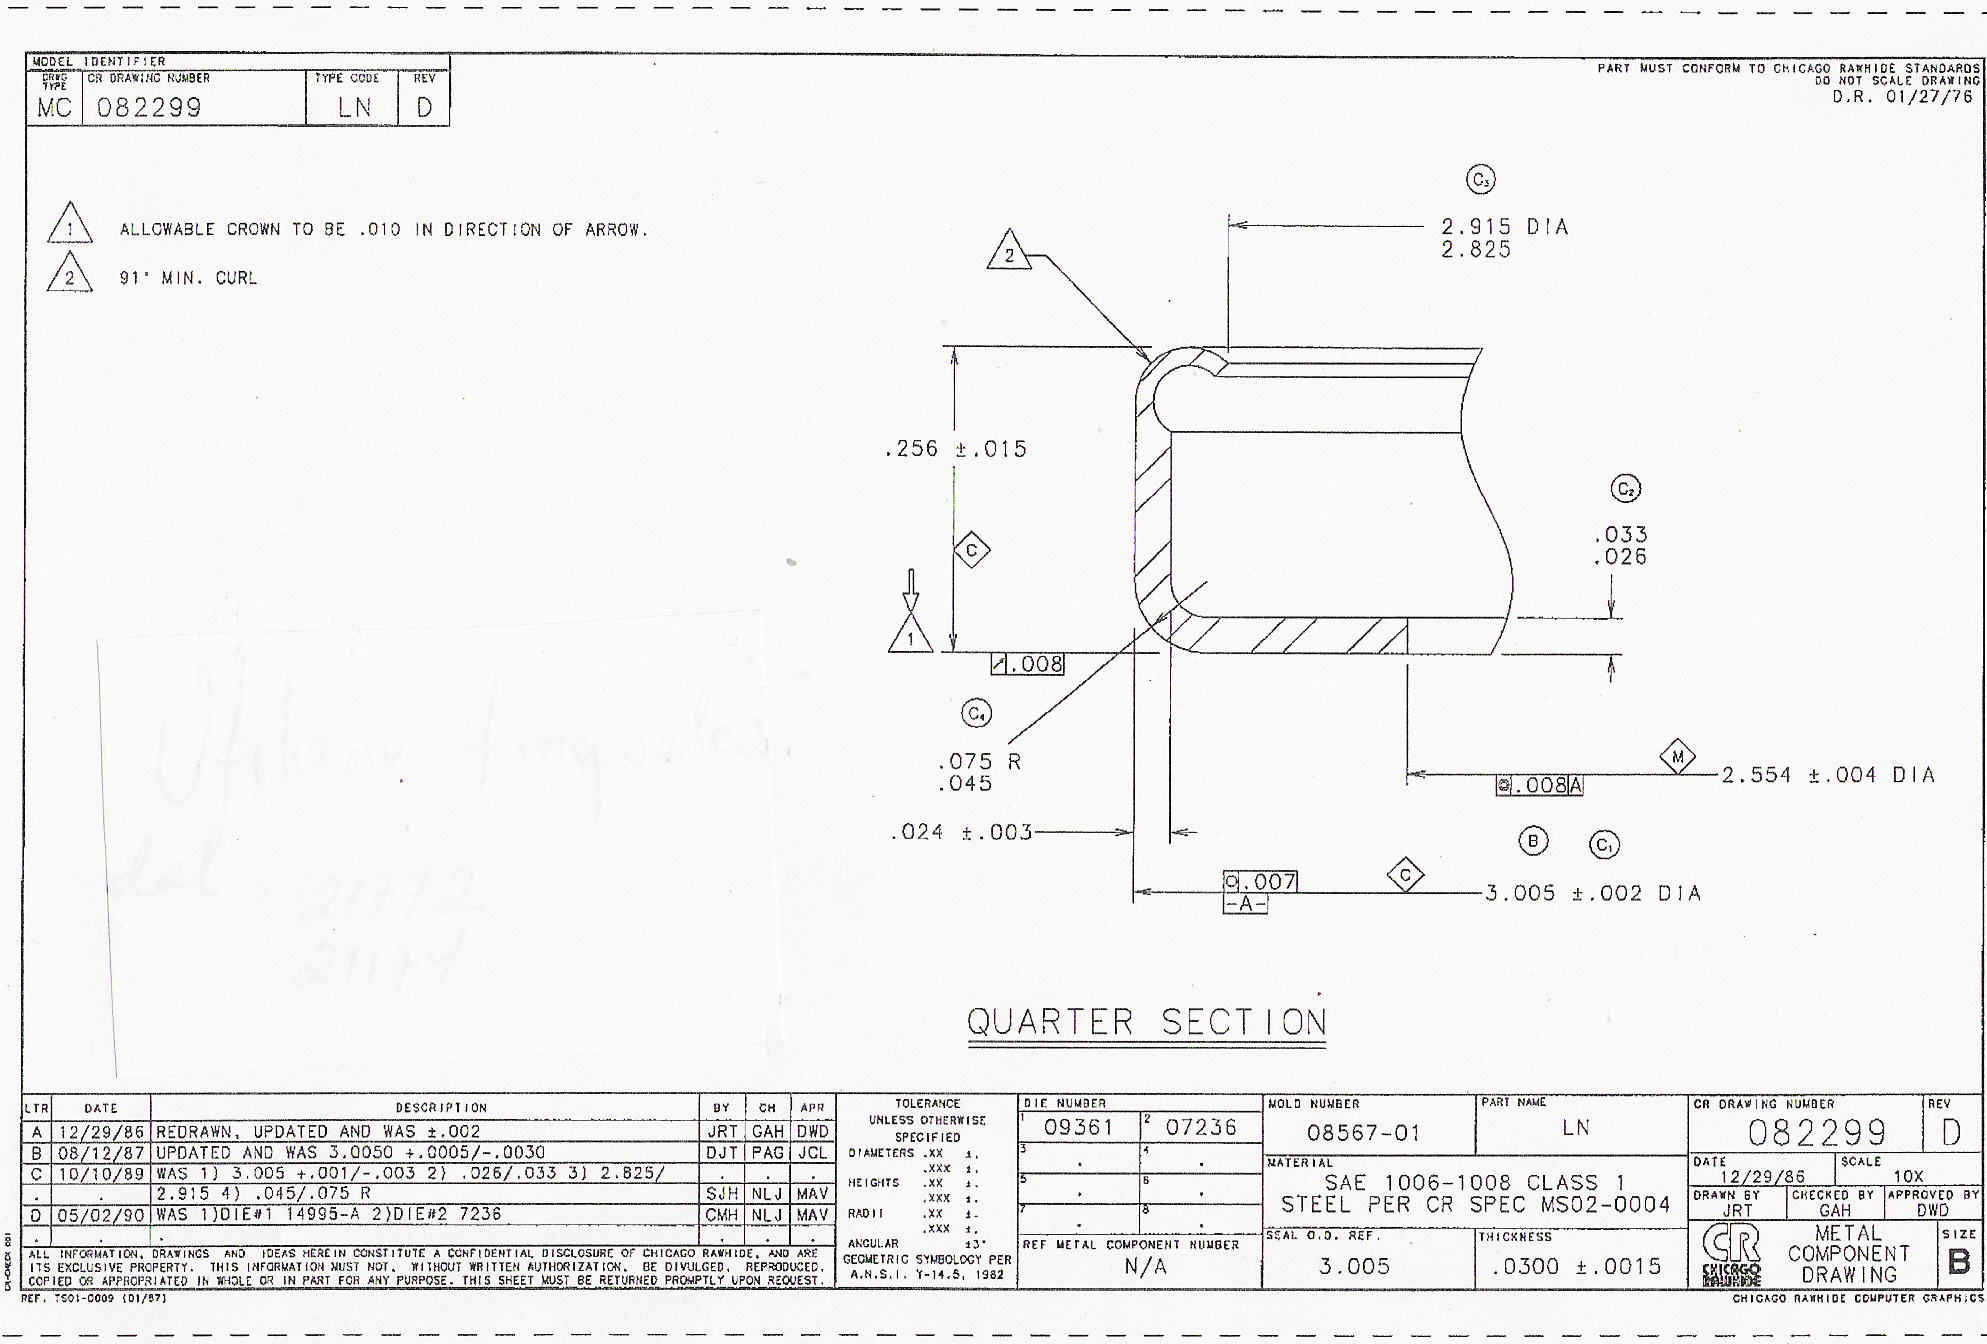 MODEL IDENTIFIER
DRWG TYPE
CR DRAWING NUMBER
TYPE CODE
REV
MC 082299 LN D
PART MUST CONFORM TO CHICAGO RAWHIDE STANDARDS
DO NOT SCALE DRAWING
D.R. 01/27/76
1 ALLOWABLE CROWN TO BE .010 IN DIRECTION OF ARROW.
2 91° MIN. CURL
C3
2.915 DIA
2.825
2
.256 ±.015
C
C2
.033
.026
1
.008
C4
.075 R
.045
M
2.554 ±.004 DIA
.008 A
.024 ±.003
B C1
.007
-A-
C
3.005 ±.002 DIA
del
21772
21174
QUARTER SECTION
LTR DATE DESCRIPTION BY CH APR
A 12/29/86 REDRAWN, UPDATED AND WAS ±.002 JRT GAH DWD
B 08/12/87 UPDATED AND WAS 3.0050 +.0005/-.0030 DJT PAG JCL
C 10/10/89 WAS 1) 3.005 +.001/-.003 2) .026/.033 3) 2.825/ . . .
. . 2.915 4) .045/.075 R SJH NLJ MAV
D 05/02/90 WAS 1)DIE#1 14995-A 2)DIE#2 7236 CMH NLJ MAV
. . . . . .
ALL INFORMATION, DRAWINGS AND IDEAS HEREIN CONSTITUTE A CONFIDENTIAL DISCLOSURE OF CHICAGO RAWHIDE, AND ARE
ITS EXCLUSIVE PROPERTY. THIS INFORMATION MUST NOT, WITHOUT WRITTEN AUTHORIZATION, BE DIVULGED, REPRODUCED,
COPIED OR APPROPRIATED IN WHOLE OR IN PART FOR ANY PURPOSE. THIS SHEET MUST BE RETURNED PROMPTLY UPON REQUEST.
REF. TS01-0009 (01/87)
TOLERANCE
UNLESS OTHERWISE
SPECIFIED
DIAMETERS .XX ±.
.XXX ±.
HEIGHTS .XX ±.
.XXX ±.
RADII .XX ±.
.XXX ±.
ANGULAR ±3°
GEOMETRIC SYMBOLOGY PER
A.N.S.I. Y-14.5, 1982
DIE NUMBER
1 09361 2 07236
3 . 4 .
5 . 6 .
7 . 8 .
REF METAL COMPONENT NUMBER
N/A
MOLD NUMBER
08567-01
PART NAME
LN
MATERIAL
SAE 1006-1008 CLASS 1
STEEL PER CR SPEC MS02-0004
SEAL O.D. REF.
3.005
THICKNESS
.0300 ±.0015
CR DRAWING NUMBER
082299
REV
D
DATE
12/29/86
SCALE
10X
DRAWN BY
JRT
CHECKED BY
GAH
APPROVED BY
DWD
CR
CHICAGO
RAWHIDE
METAL
COMPONENT
DRAWING
SIZE
B
CHICAGO RAWHIDE COMPUTER GRAPHICS